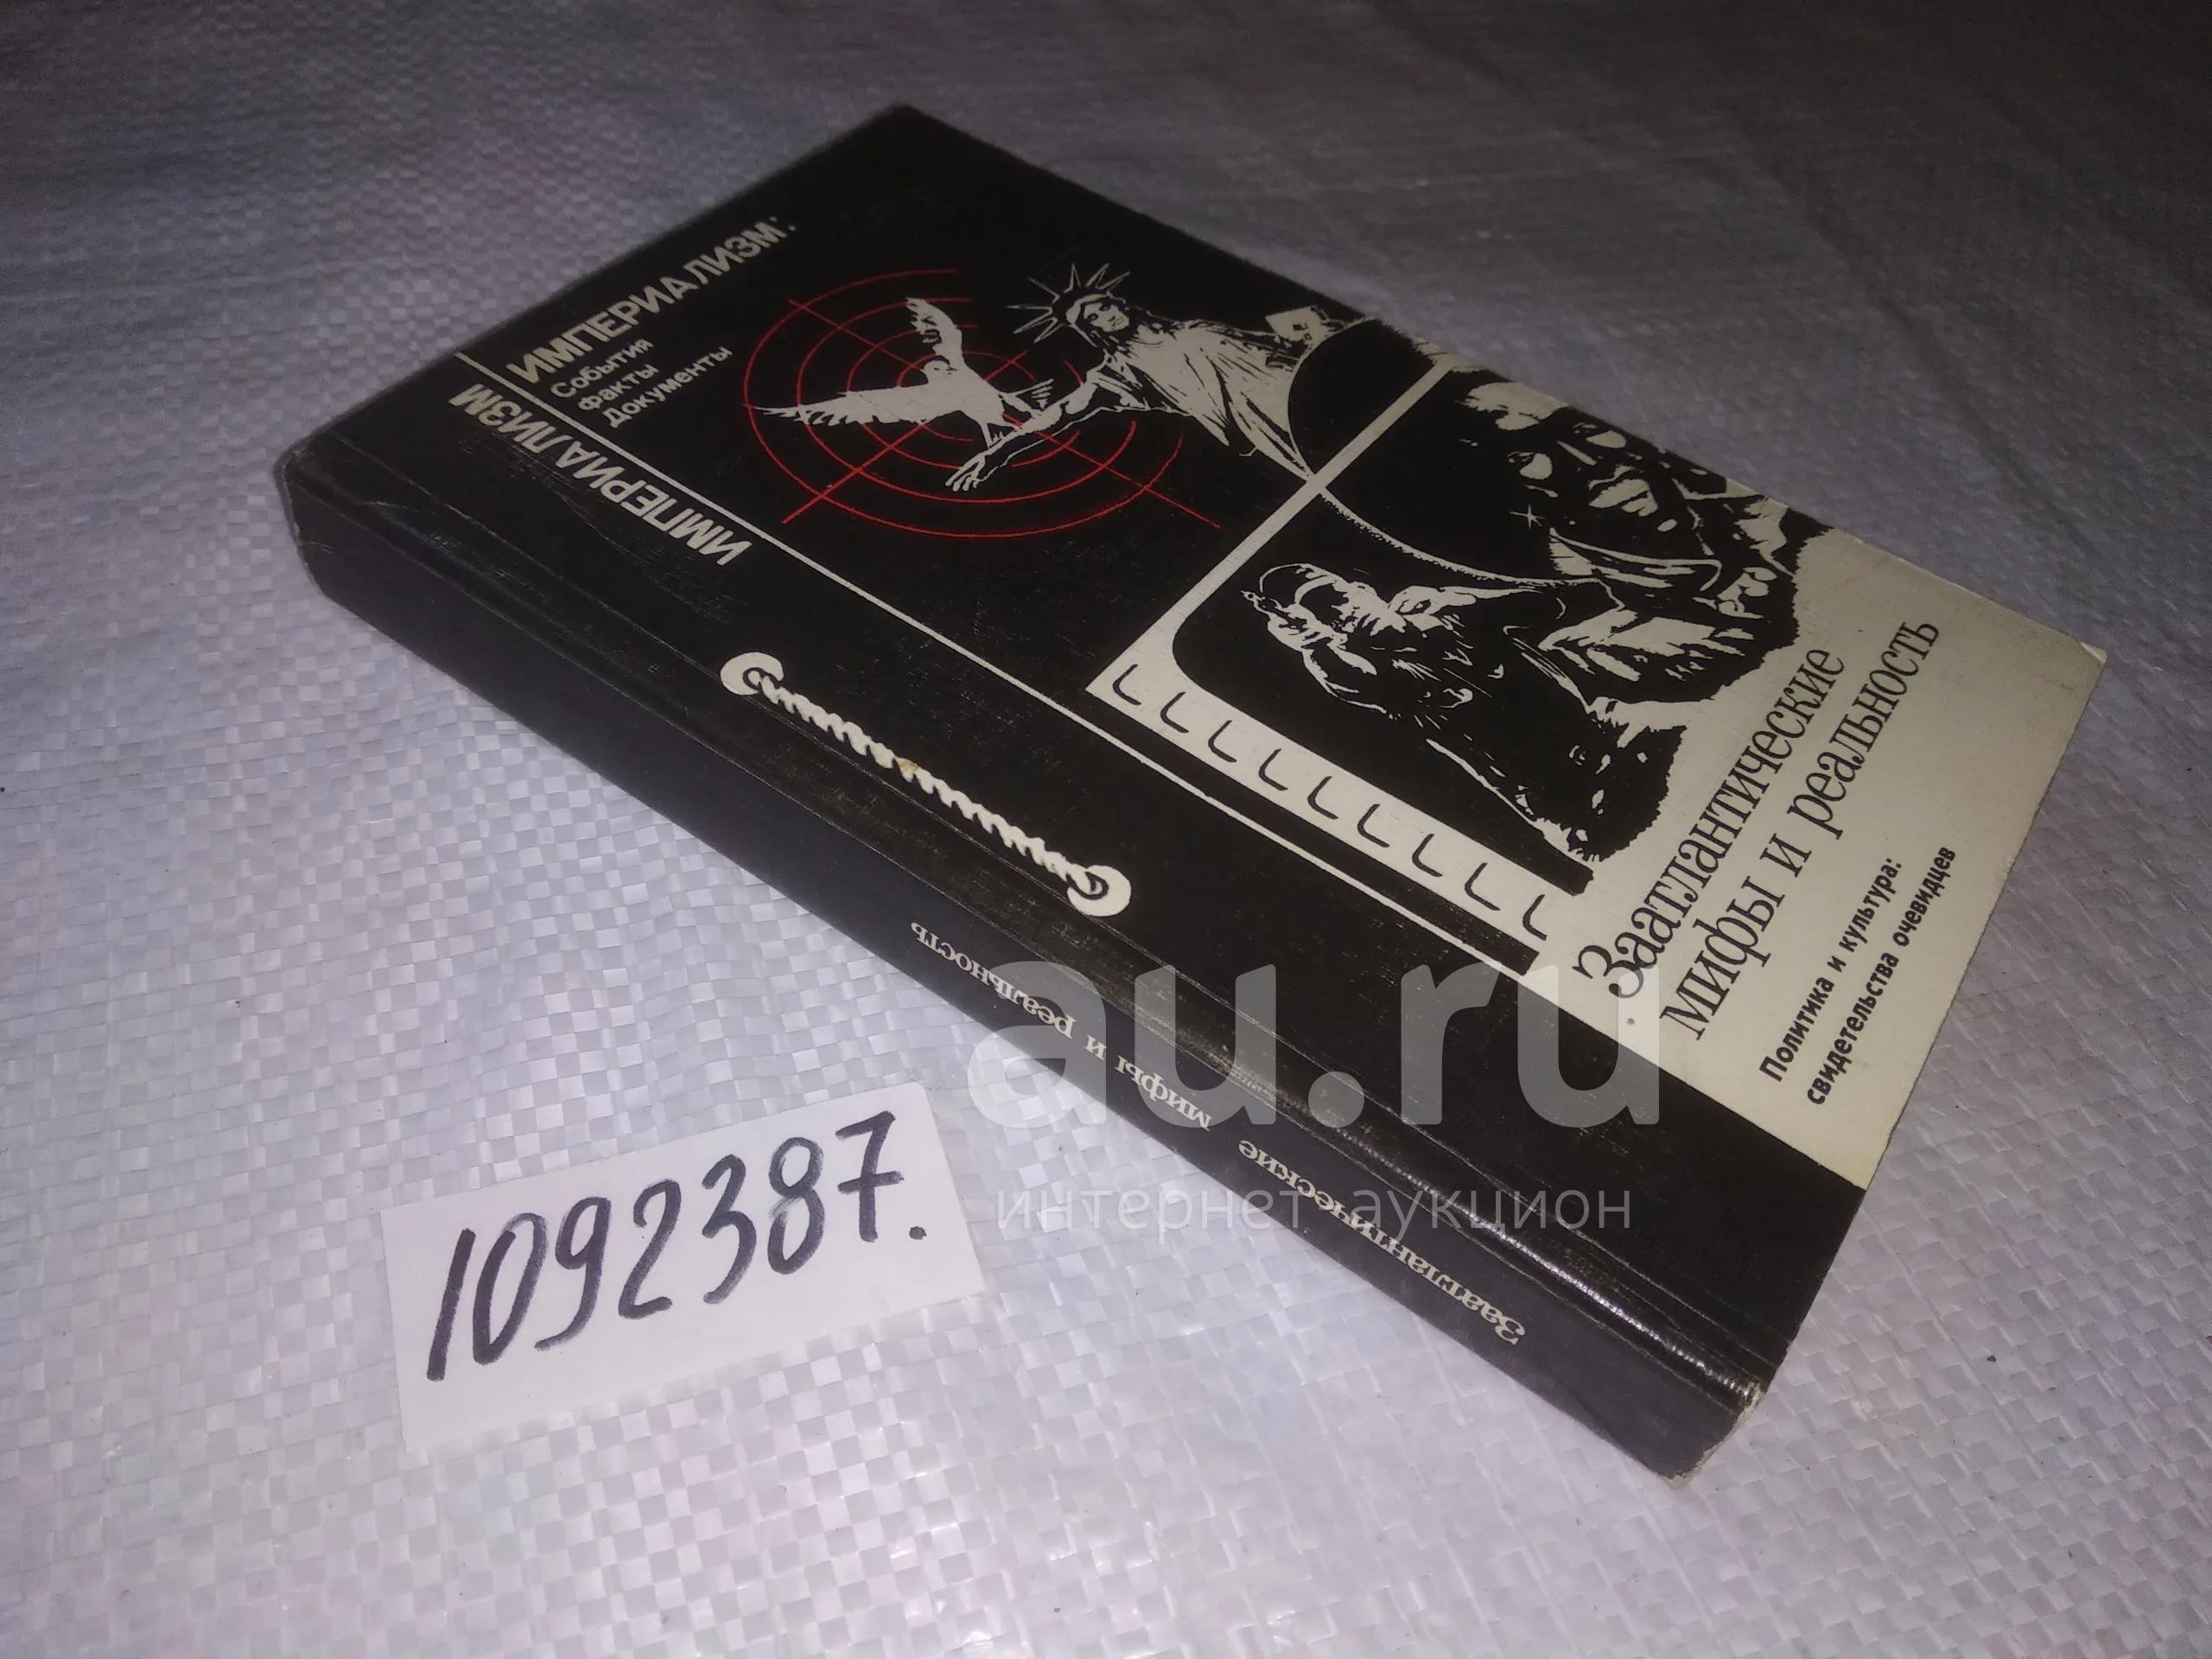 ИМПЕРИАЛИЗМ:
События
Факты
Документы
ИМПЕРИАЛИЗМ
Заатлантические
мифы и реальность
Политика и культура:
свидетельства очевидцев
Заатлантические мифы и реальность
1092387.
au.ru
интернет аукцион